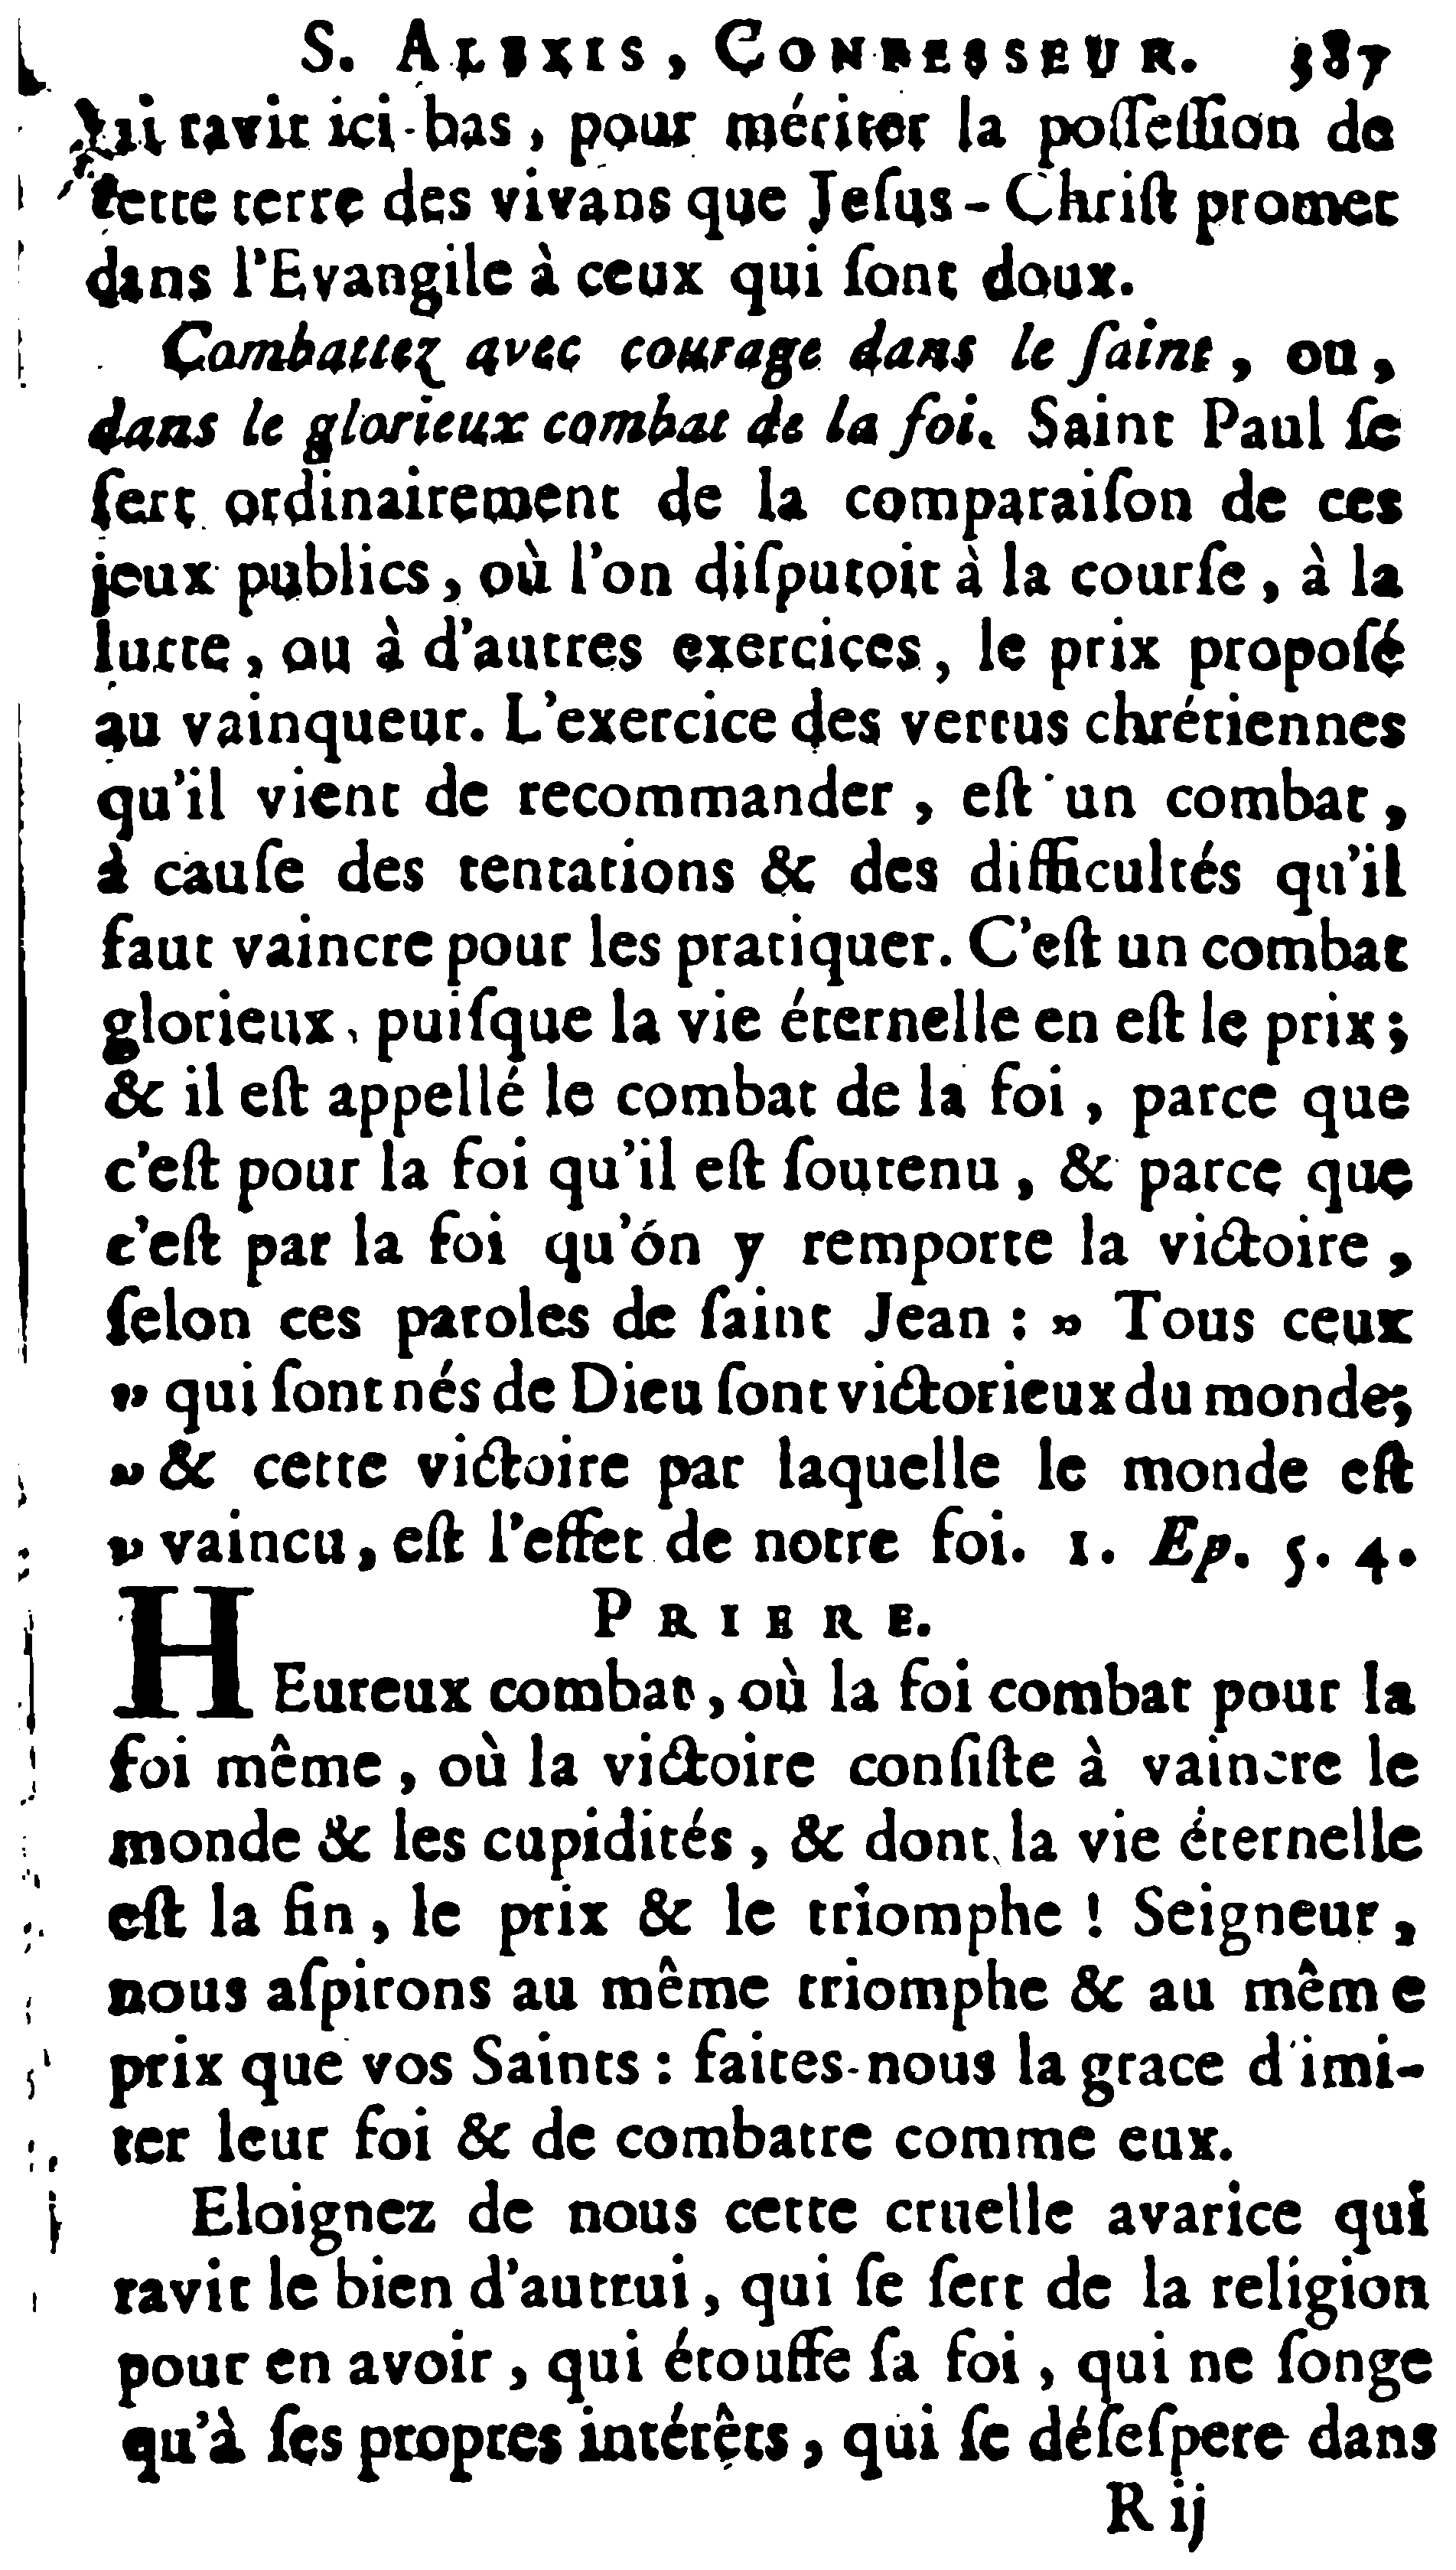 S. ALEXIS, CONFESSEUR. 387
lui ravit ici-bas, pour mériter la poſſeſſion de
cette terre des vivans que Jeſus-Chriſt promet
dans l'Evangile à ceux qui ſont doux.
Combattez avec courage dans le ſaint, ou,
dans le glorieux combat de la foi. Saint Paul ſe
ſert ordinairement de la comparaiſon de ces
jeux publics, où l'on diſputoit à la courſe, à la
lutte, ou à d'autres exercices, le prix propoſé
au vainqueur. L'exercice des vertus chrétiennes
qu'il vient de recommander, eſt un combat,
à cauſe des tentations & des difficultés qu'il
faut vaincre pour les pratiquer. C'eſt un combat
glorieux, puiſque la vie éternelle en eſt le prix;
& il eſt appellé le combat de la foi, parce que
c'eſt pour la foi qu'il eſt ſoutenu, & parce que
c'eſt par la foi qu'on y remporte la victoire,
ſelon ces paroles de ſaint Jean : » Tous ceux
» qui ſont nés de Dieu ſont victorieux du monde;
» & cette victoire par laquelle le monde eſt
» vaincu, eſt l'effet de notre foi. 1. Ep. 5. 4.
PRIERE.
HEureux combat, où la foi combat pour la
foi même, où la victoire conſiſte à vaincre le
monde & les cupidités, & dont la vie éternelle
eſt la fin, le prix & le triomphe ! Seigneur,
nous aſpirons au même triomphe & au même
prix que vos Saints : faites-nous la grace d'imi-
ter leur foi & de combatre comme eux.
Eloignez de nous cette cruelle avarice qui
ravit le bien d'autrui, qui ſe ſert de la religion
pour en avoir, qui étouffe ſa foi, qui ne ſonge
qu'à ſes propres intérêts, qui ſe déſeſpere dans
R ij